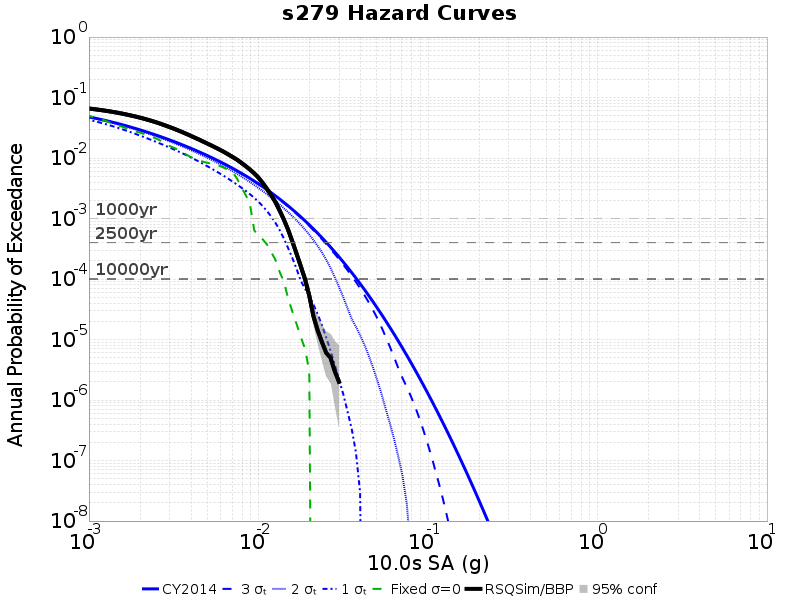 s279 Hazard Curves
Annual Probability of Exceedance
10^0
10^-1
10^-2
10^-3
10^-4
10^-5
10^-6
10^-7
10^-8
1000yr
2500yr
10000yr
10^-3 10^-2 10^-1 10^0 10^1
10.0s SA (g)
CY2014 3 σₜ 2 σₜ 1 σₜ Fixed σ=0 RSQSim/BBP 95% conf